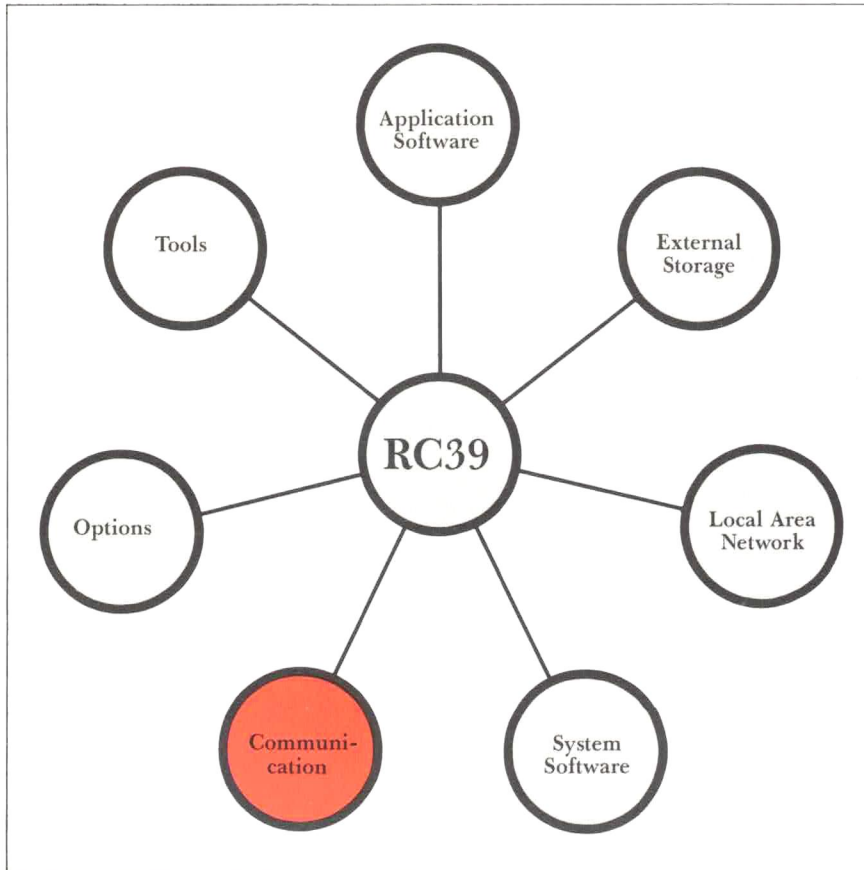 Application
Software
Tools
External
Storage
RC39
Options
Local Area
Network
Communi-
cation
System
Software